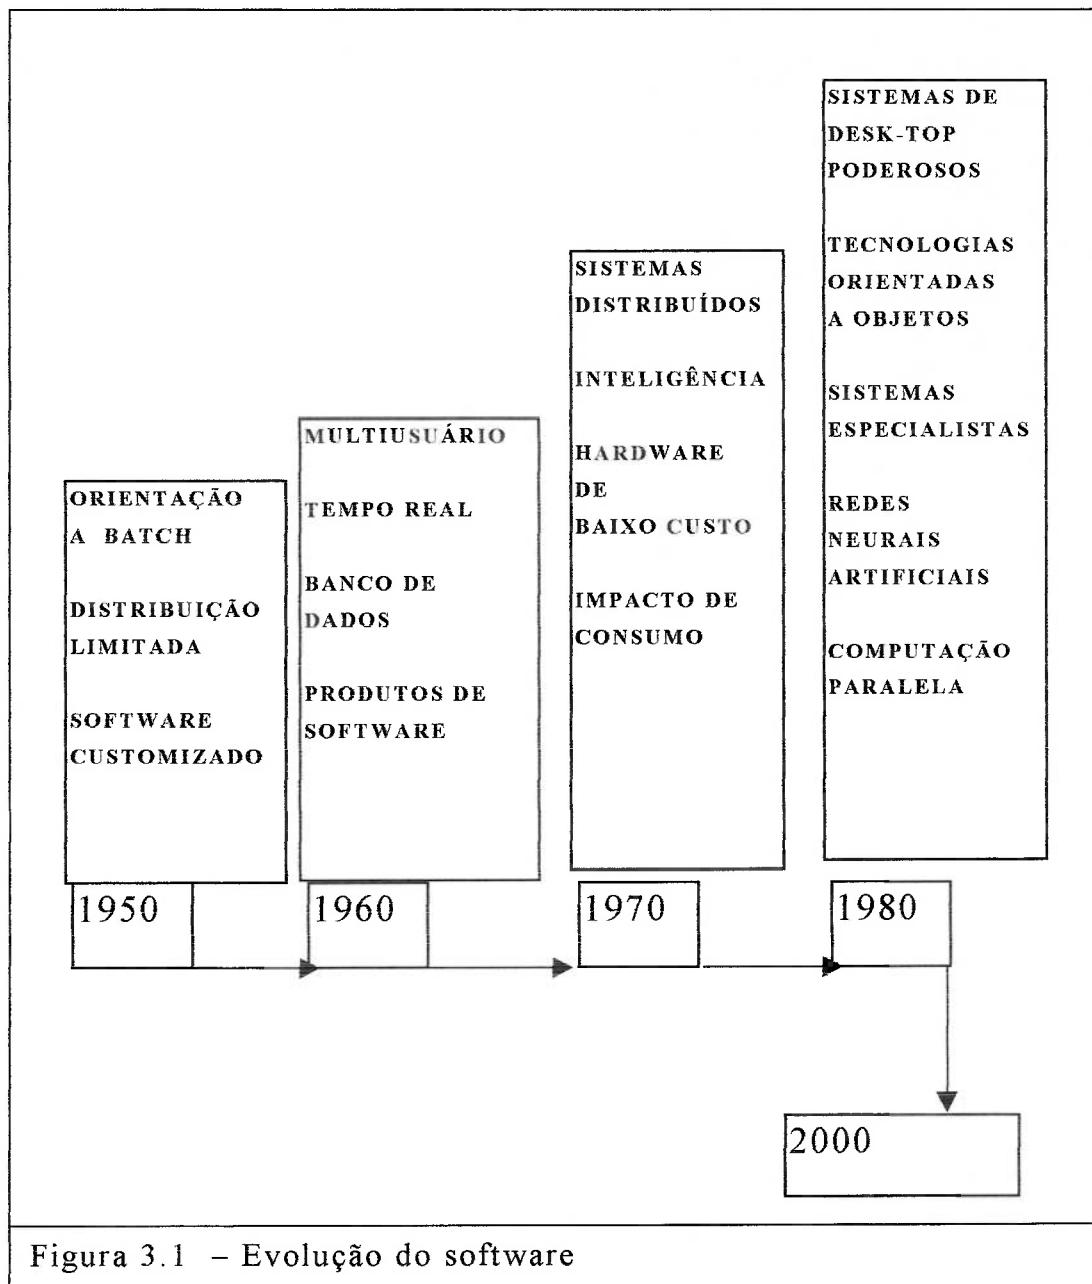 ORIENTAÇÃO
A BATCH
DISTRIBUIÇÃO
LIMITADA
SOFTWARE
CUSTOMIZADO
MULTIUSUÁRIO
TEMPO REAL
BANCO DE
DADOS
PRODUTOS DE
SOFTWARE
SISTEMAS
DISTRIBUÍDOS
INTELIGÊNCIA
HARDWARE
DE
BAIXO CUSTO
IMPACTO DE
CONSUMO
SISTEMAS DE
DESK-TOP
PODEROSOS
TECNOLOGIAS
ORIENTADAS
A OBJETOS
SISTEMAS
ESPECIALISTAS
REDES
NEURAIS
ARTIFICIAIS
COMPUTAÇÃO
PARALELA
1950
1960
1970
1980
2000
Figura 3.1 – Evolução do software